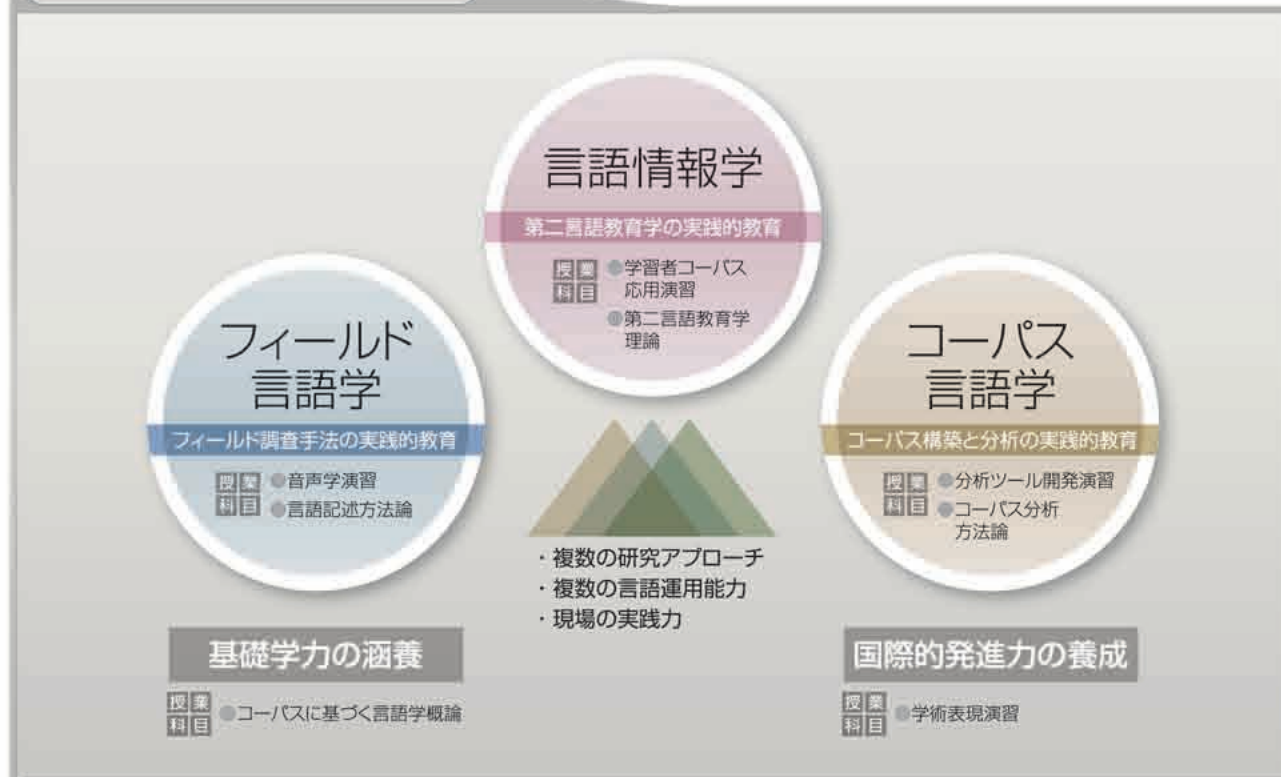 言語情報学
第二言語教育学の実践的教育
授業
科目
●学習者コーパス
応用演習
●第二言語教育学
理論
フィールド
言語学
フィールド調査手法の実践的教育
授業
科目
●音声学演習
●言語記述方法論
コーパス
言語学
コーパス構築と分析の実践的教育
授業
科目
●分析ツール開発演習
●コーパス分析
方法論
・複数の研究アプローチ
・複数の言語運用能力
・現場の実践力
基礎学力の涵養
授業
科目
●コーパスに基づく言語学概論
国際的発進力の養成
授業
科目
●学術表現演習